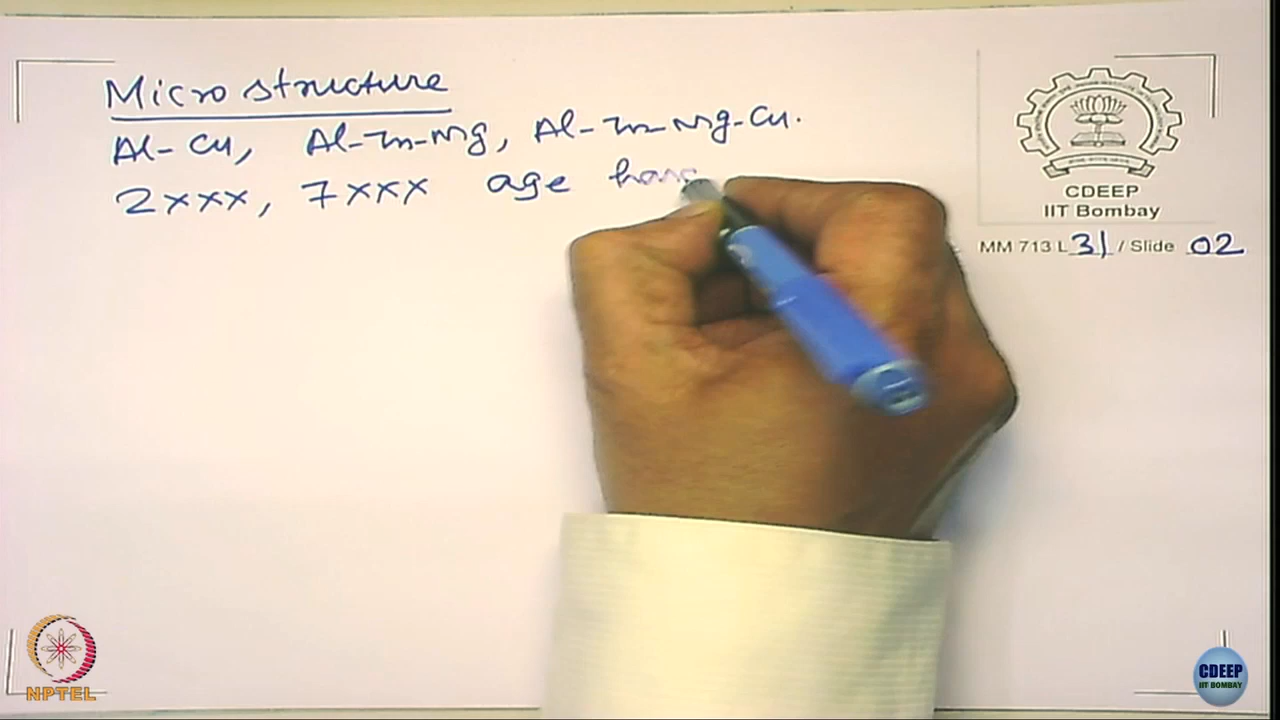 Microstructure
Al-Cu, Al-Zn-Mg, Al-Zn-Mg-Cu.
2xxx, 7xxx age
CDEEP
IIT Bombay
MM 713 L 31 / Slide 02
NPTEL
CDEEP
IIT BOMBAY